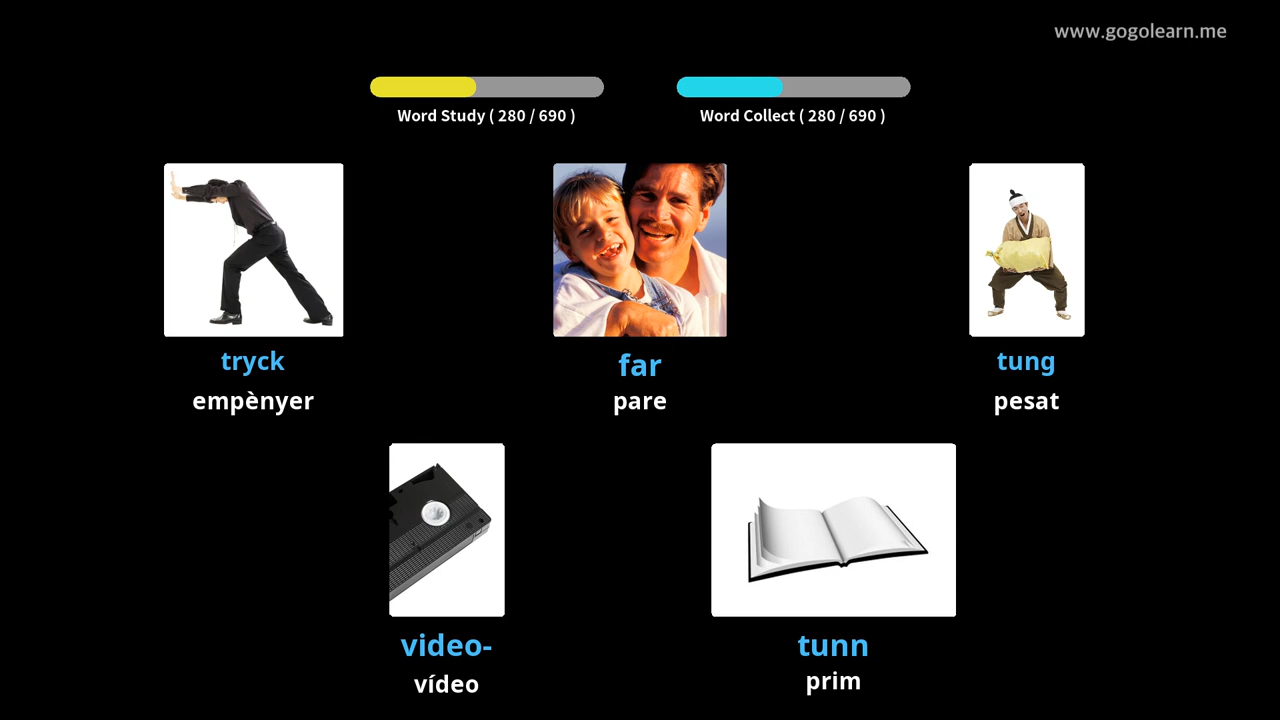 www.gogolearn.me
Word Study ( 280 / 690 )
Word Collect ( 280 / 690 )
tryck
empènyer
far
pare
tung
pesat
video-
vídeo
tunn
prim